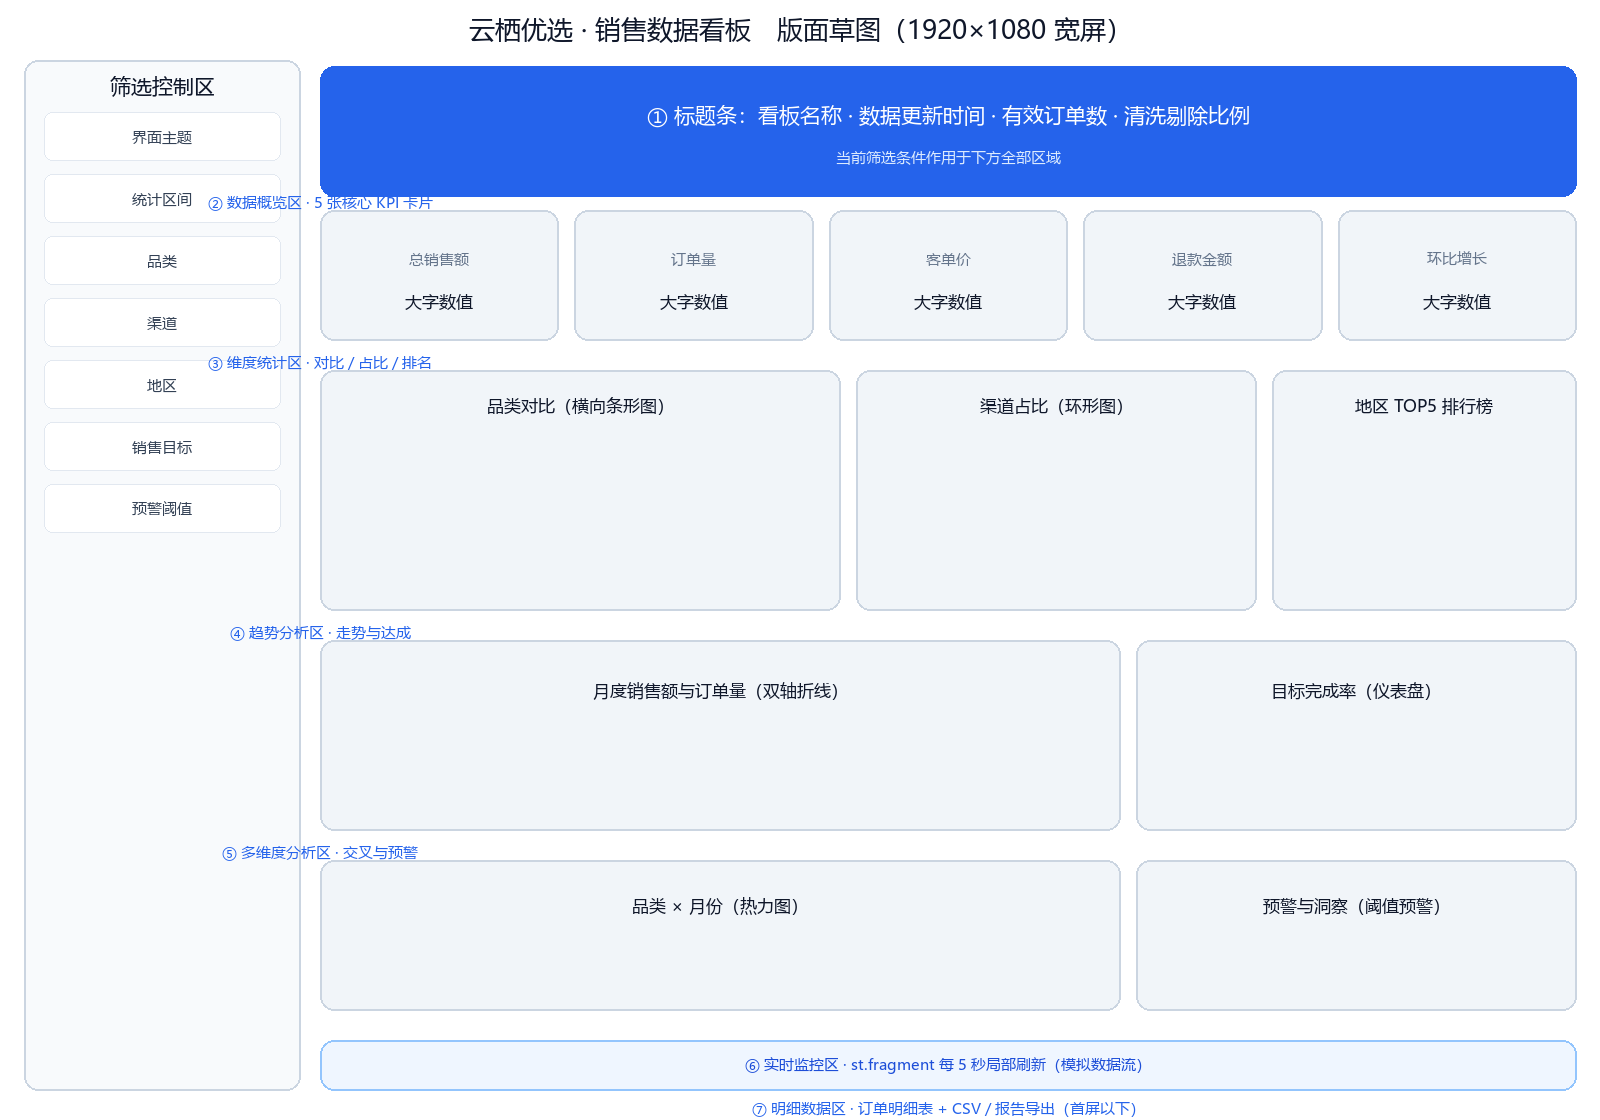 云栖优选 · 销售数据看板　版面草图（1920×1080 宽屏）
筛选控制区
界面主题
统计区间
品类
渠道
地区
销售目标
预警阈值
① 标题条：看板名称 · 数据更新时间 · 有效订单数 · 清洗剔除比例
当前筛选条件作用于下方全部区域
② 数据概览区 · 5 张核心 KPI 卡片
总销售额
大字数值
订单量
大字数值
客单价
大字数值
退款金额
大字数值
环比增长
大字数值
③ 维度统计区 · 对比 / 占比 / 排名
品类对比（横向条形图）
渠道占比（环形图）
地区 TOP5 排行榜
④ 趋势分析区 · 走势与达成
月度销售额与订单量（双轴折线）
目标完成率（仪表盘）
⑤ 多维度分析区 · 交叉与预警
品类 × 月份（热力图）
预警与洞察（阈值预警）
⑥ 实时监控区 · st.fragment 每 5 秒局部刷新（模拟数据流）
⑦ 明细数据区 · 订单明细表 + CSV / 报告导出（首屏以下）